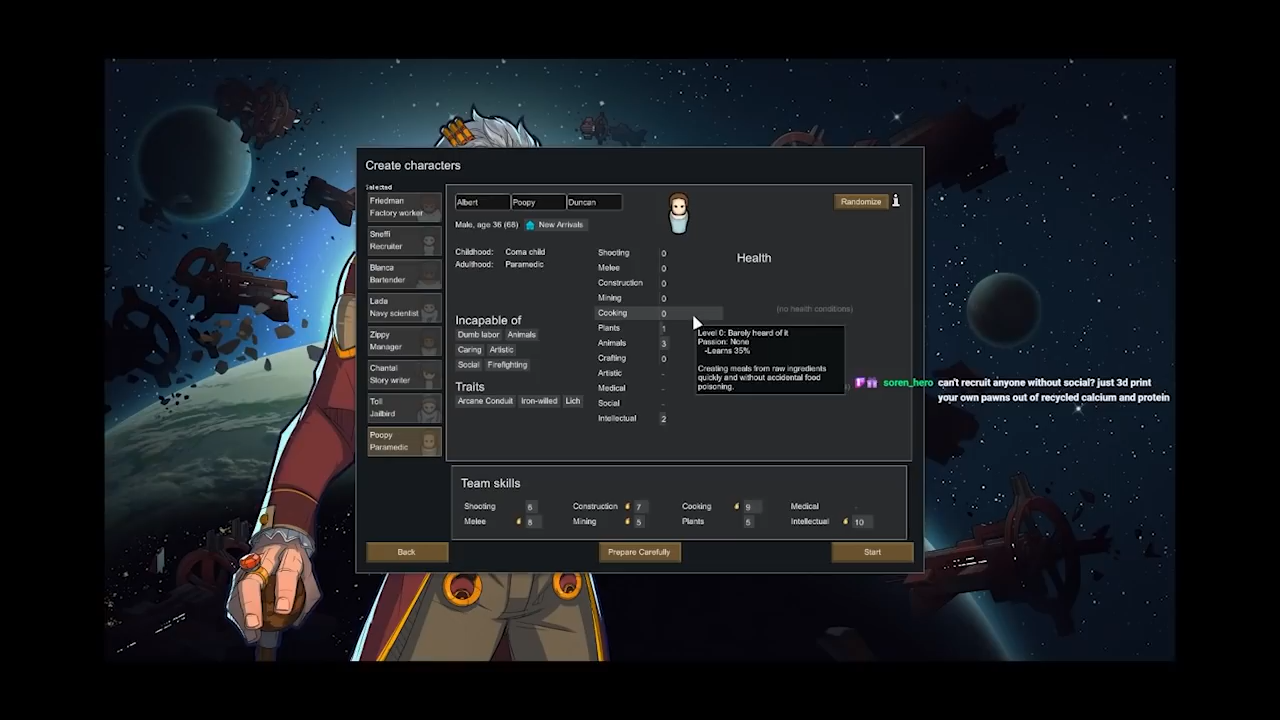 Create characters
Selected
Friedman
Factory worker
Sneffi
Recruiter
Blanca
Bartender
Lada
Navy scientist
Zippy
Manager
Chantal
Story writer
Toll
Jailbird
Poopy
Paramedic
Albert Poopy Duncan
Randomize
Male, age 36 (68) New Arrivals
Childhood: Coma child
Adulthood: Paramedic
Incapable of
Dumb labor Animals
Caring Artistic
Social Firefighting
Traits
Arcane Conduit Iron-willed Lich
Shooting 0
Melee 0
Construction 0
Mining 0
Cooking 0
Plants 1
Animals 3
Crafting 0
Artistic -
Medical -
Social -
Intellectual 2
Health
(no health conditions)
Level 0: Barely heard of it
Passion: None
-Learns 35%
Creating meals from raw ingredients
quickly and without accidental food
poisoning.
soren_hero can't recruit anyone without social? just 3d print
your own pawns out of recycled calcium and protein
Team skills
Shooting 6 Construction 7 Cooking 9 Medical
Melee 8 Mining 5 Plants 5 Intellectual 10
Back
Prepare Carefully
Start